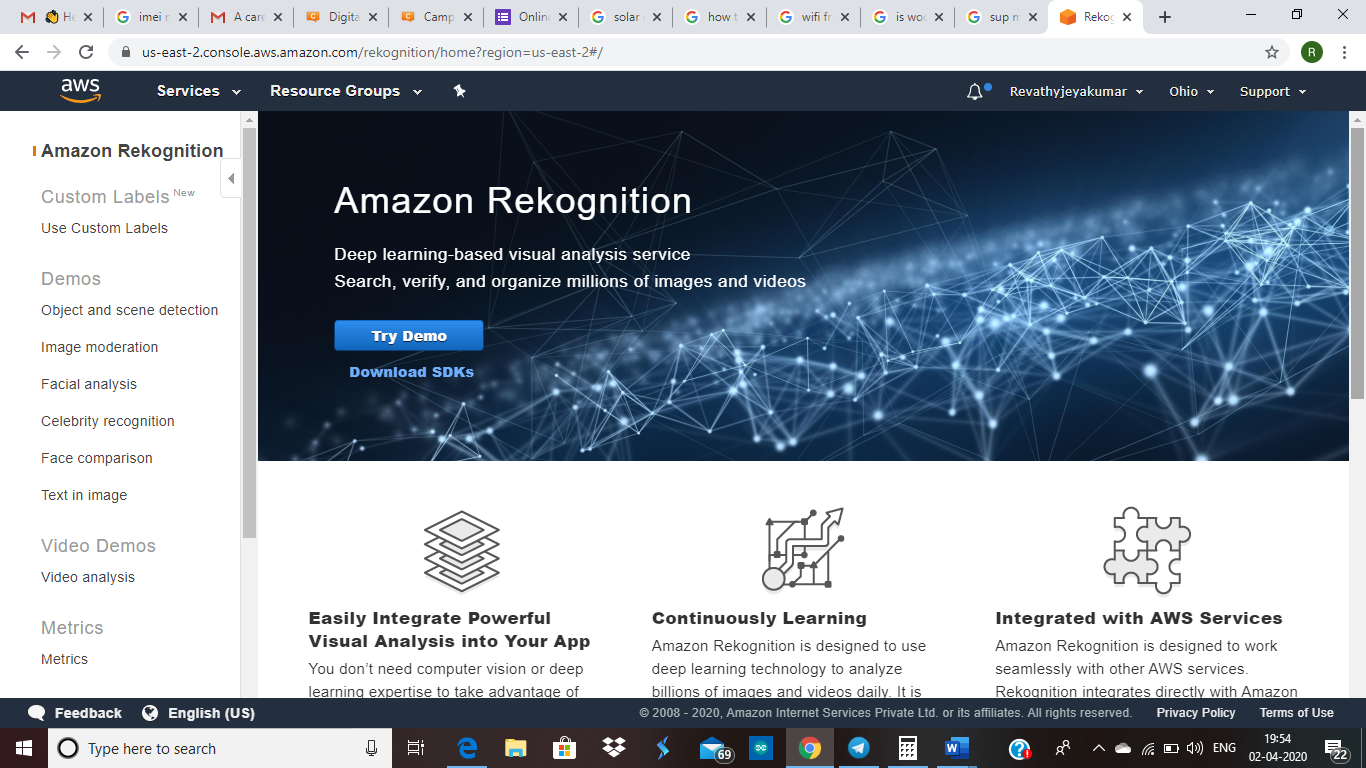 He
imei n
A care
Digita
Camp
Online
solar
how t
wifi fr
is woo
sup m
Rekog
us-east-2.console.aws.amazon.com/rekognition/home?region=us-east-2#/
R
aws
Services
Resource Groups
Revathyjeyakumar
Ohio
Support
Amazon Rekognition
Custom Labels New
Use Custom Labels
Demos
Object and scene detection
Image moderation
Facial analysis
Celebrity recognition
Face comparison
Text in image
Video Demos
Video analysis
Metrics
Metrics
Amazon Rekognition
Deep learning-based visual analysis service
Search, verify, and organize millions of images and videos
Try Demo
Download SDKs
Easily Integrate Powerful
Visual Analysis into Your App
You don't need computer vision or deep
learning expertise to take advantage of
Continuously Learning
Amazon Rekognition is designed to use
deep learning technology to analyze
billions of images and videos daily. It is
Integrated with AWS Services
Amazon Rekognition is designed to work
seamlessly with other AWS services.
Rekognition integrates directly with Amazon
Feedback
English (US)
© 2008 - 2020, Amazon Internet Services Private Ltd. or its affiliates. All rights reserved.
Privacy Policy
Terms of Use
Type here to search
69
ENG
19:54
02-04-2020
22